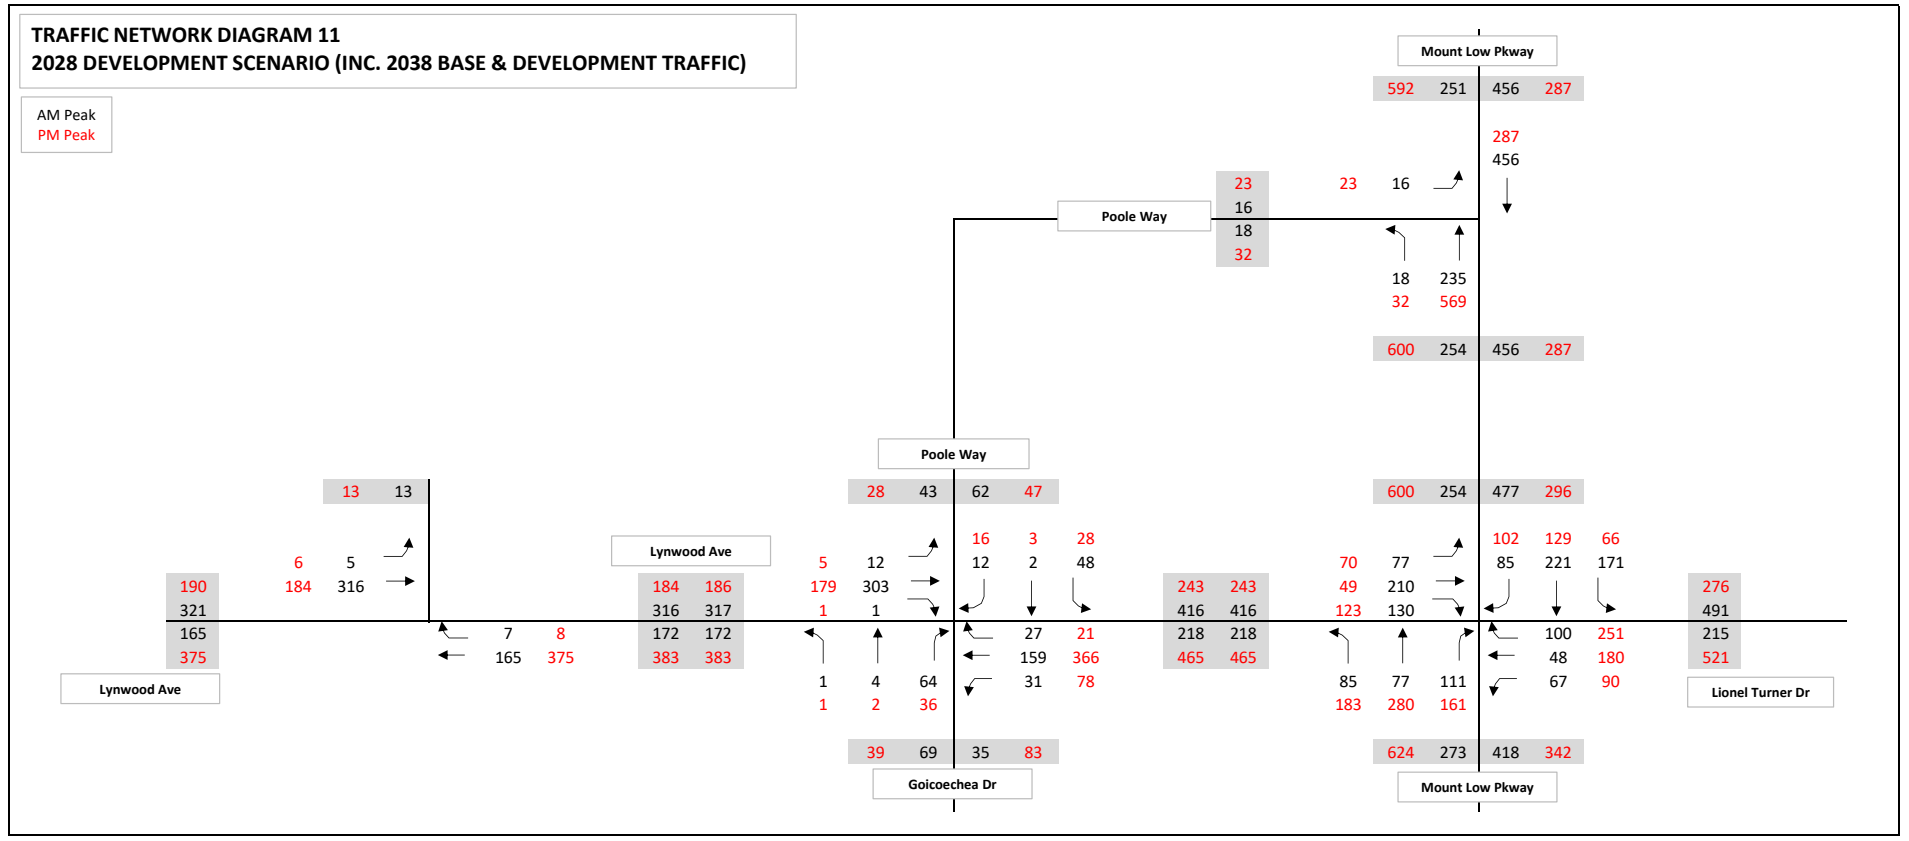 TRAFFIC NETWORK DIAGRAM 11
2028 DEVELOPMENT SCENARIO (INC. 2038 BASE & DEVELOPMENT TRAFFIC)
AM Peak
PM Peak
Mount Low Pkway
592 251 456 287
287
456
23 23 16
16
Poole Way
18
32
18 235
32 569
600 254 456 287
Poole Way
13 13 28 43 62 47 600 254 477 296
16 3 28 102 129 66
Lynwood Ave
6 5 5 12 12 2 48 70 77 85 221 171
190 184 316 184 186 179 303 243 243 49 210 276
321 316 317 1 1 416 416 123 130 491
165 7 8 172 172 27 21 218 218 100 251 215
375 165 375 383 383 159 366 465 465 48 180 521
Lynwood Ave
1 4 64 31 78 85 77 111 67 90
Lionel Turner Dr
1 2 36 183 280 161
39 69 35 83 624 273 418 342
Goicoechea Dr
Mount Low Pkway